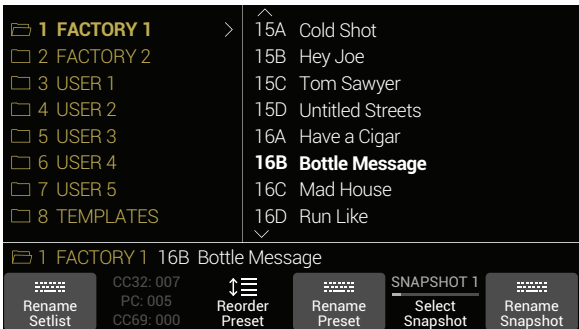 1 FACTORY 1
2 FACTORY 2
3 USER 1
4 USER 2
5 USER 3
6 USER 4
7 USER 5
8 TEMPLATES
15A Cold Shot
15B Hey Joe
15C Tom Sawyer
15D Untitled Streets
16A Have a Cigar
16B Bottle Message
16C Mad House
16D Run Like
1 FACTORY 1 16B Bottle Message
Rename
Setlist
CC32: 007
PC: 005
CC69: 000
Reorder
Preset
Rename
Preset
SNAPSHOT 1
Select
Snapshot
Rename
Snapshot